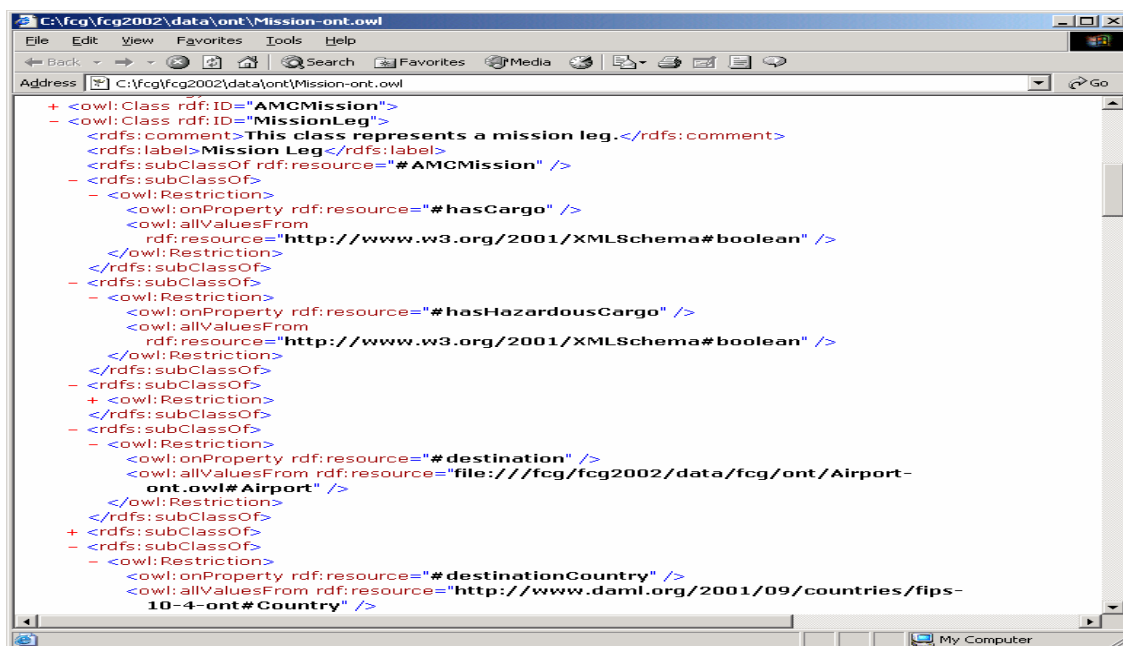 C:\fcg\fcg2002\data\ont\Mission-ont.owl
File Edit View Favorites Tools Help
Back Search Favorites Media
Address C:\fcg\fcg2002\data\ont\Mission-ont.owl Go
+ <owl:Class rdf:ID="AMCMission">
- <owl:Class rdf:ID="MissionLeg">
<rdfs:comment>This class represents a mission leg.</rdfs:comment>
<rdfs:label>Mission Leg</rdfs:label>
<rdfs:subClassOf rdf:resource="#AMCMission" />
- <rdfs:subClassOf>
- <owl:Restriction>
<owl:onProperty rdf:resource="#hasCargo" />
<owl:allValuesFrom
rdf:resource="http://www.w3.org/2001/XMLSchema#boolean" />
</owl:Restriction>
</rdfs:subClassOf>
- <rdfs:subClassOf>
- <owl:Restriction>
<owl:onProperty rdf:resource="#hasHazardousCargo" />
<owl:allValuesFrom
rdf:resource="http://www.w3.org/2001/XMLSchema#boolean" />
</owl:Restriction>
</rdfs:subClassOf>
- <rdfs:subClassOf>
+ <owl:Restriction>
</rdfs:subClassOf>
- <rdfs:subClassOf>
- <owl:Restriction>
<owl:onProperty rdf:resource="#destination" />
<owl:allValuesFrom rdf:resource="file:///fcg/fcg2002/data/fcg/ont/Airport-
ont.owl#Airport" />
</owl:Restriction>
</rdfs:subClassOf>
+ <rdfs:subClassOf>
- <rdfs:subClassOf>
- <owl:Restriction>
<owl:onProperty rdf:resource="#destinationCountry" />
<owl:allValuesFrom rdf:resource="http://www.daml.org/2001/09/countries/fips-
10-4-ont#Country" />
My Computer